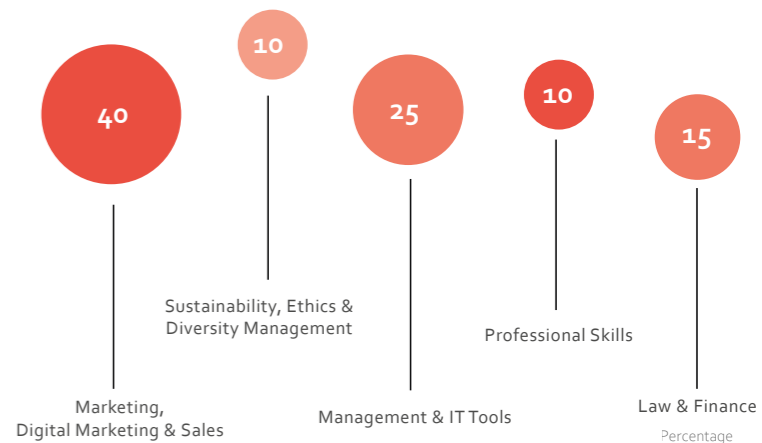 40
10
25
10
15
Sustainability, Ethics &
Diversity Management
Professional Skills
Marketing,
Digital Marketing & Sales
Management & IT Tools
Law & Finance
Percentage